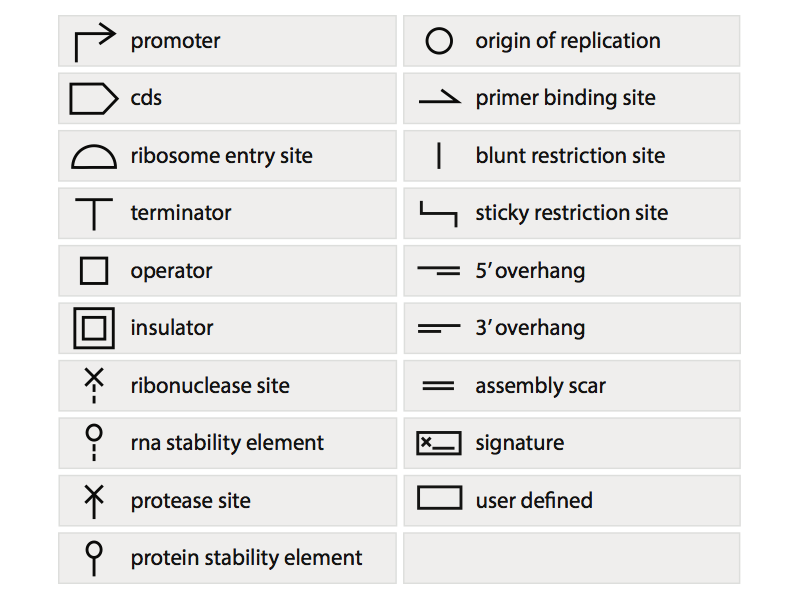 promoter
origin of replication
cds
primer binding site
ribosome entry site
blunt restriction site
terminator
sticky restriction site
operator
5’ overhang
insulator
3’ overhang
ribonuclease site
assembly scar
rna stability element
signature
protease site
user defined
protein stability element